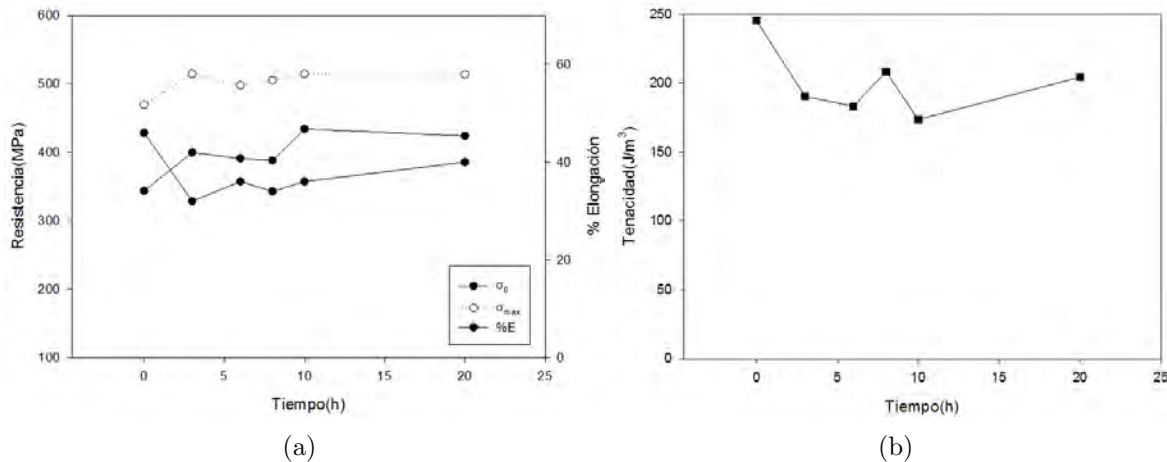 600
500
400
300
200
100
Resistencia(MPa)
60
40
20
0
% Elongación
σ₀
σmax
%E
0 5 10 15 20 25
Tiempo(h)
(a)
250
200
150
100
50
0
Tenacidad(J/m³)
0 5 10 15 20 25
Tiempo(h)
(b)